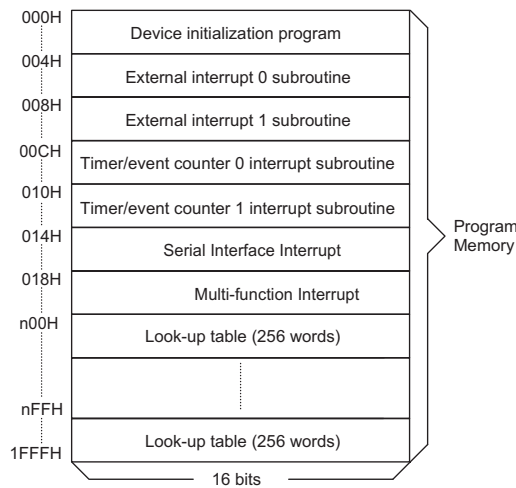 000H
Device initialization program
004H
External interrupt 0 subroutine
008H
External interrupt 1 subroutine
00CH
Timer/event counter 0 interrupt subroutine
010H
Timer/event counter 1 interrupt subroutine
014H
Serial Interface Interrupt
018H
Multi-function Interrupt
n00H
Look-up table (256 words)
nFFH
Look-up table (256 words)
1FFFH
16 bits
Program
Memory